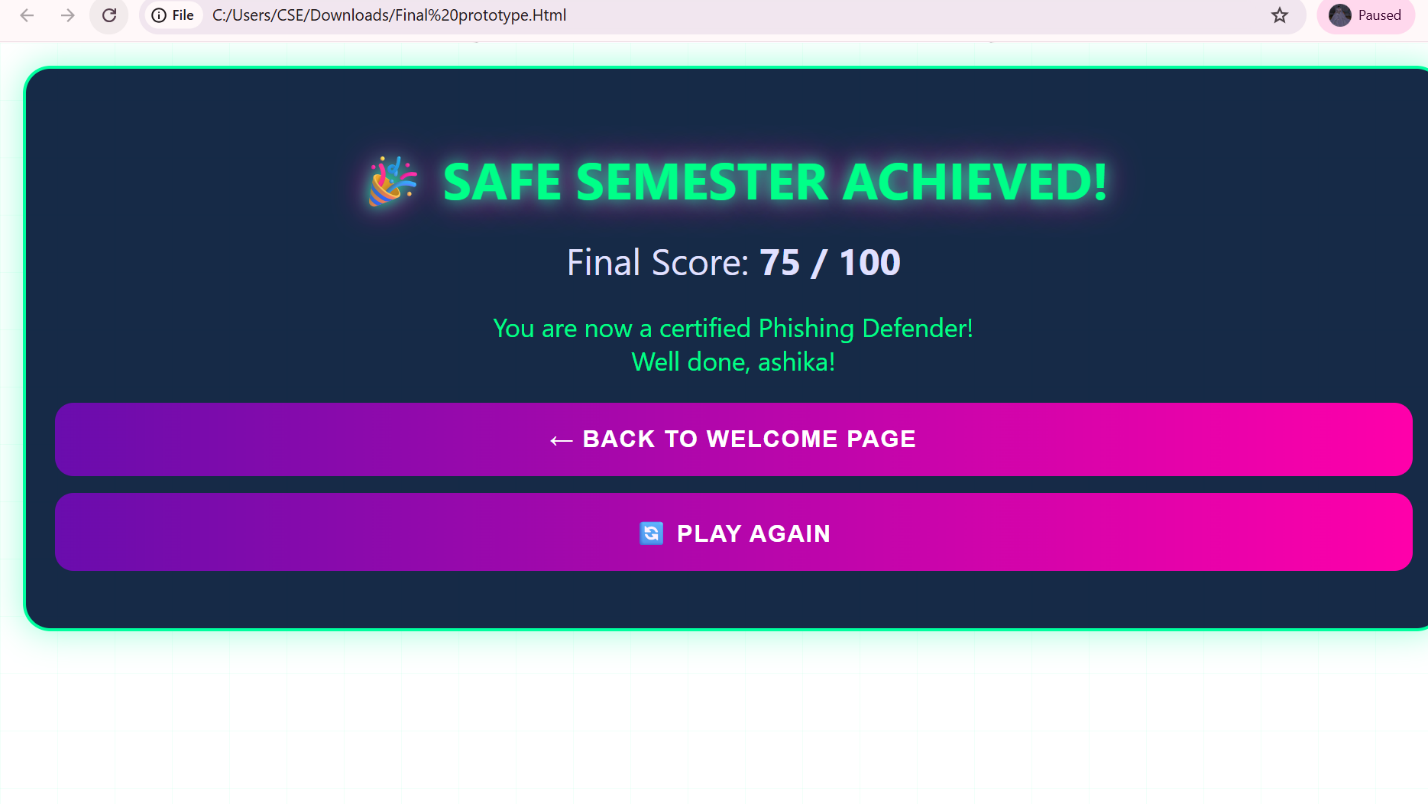 File C:/Users/CSE/Downloads/Final%20prototype.Html Paused
🎉 SAFE SEMESTER ACHIEVED!
Final Score: 75 / 100
You are now a certified Phishing Defender!
Well done, ashika!
← BACK TO WELCOME PAGE
🔄 PLAY AGAIN